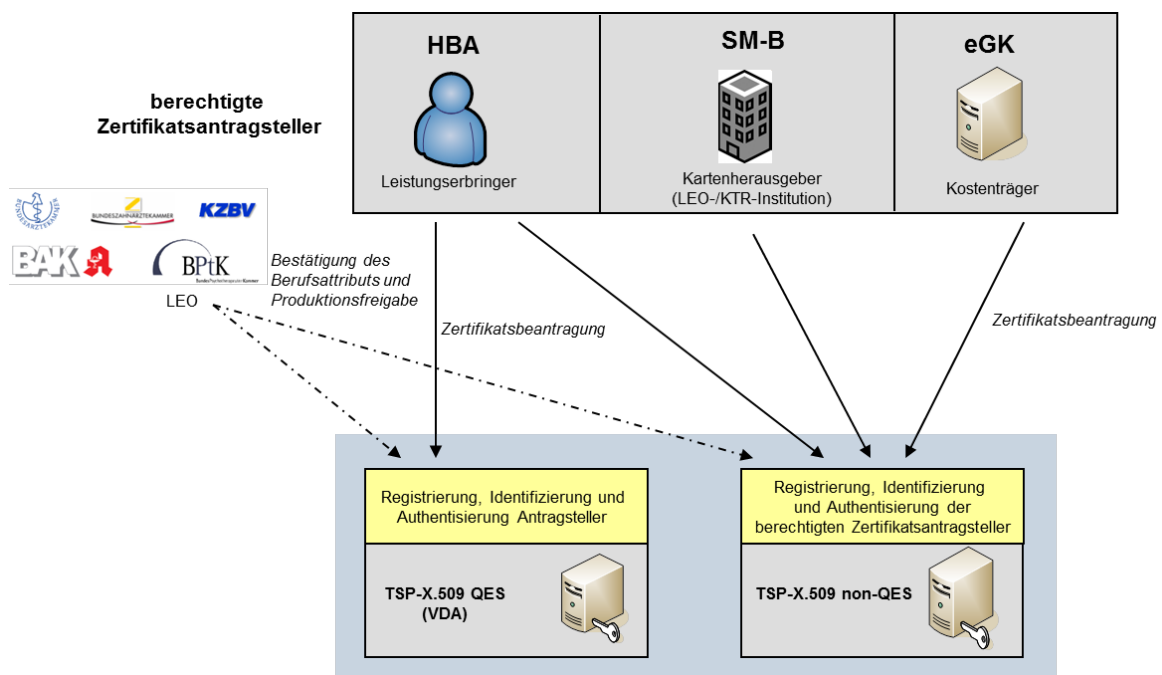 HBA
SM-B
eGK
berechtigte
Zertifikatsantragsteller
Leistungserbringer
Kartenherausgeber
(LEO-/KTR-Institution)
Kostenträger
BUNDESÄRZTEKAMMER
BUNDESZAHNÄRZTEKAMMER
KZBV
BAK
BPtK
BundesPsychotherapeutenKammer
LEO
Bestätigung des
Berufsattributs und
Produktionsfreigabe
Zertifikatsbeantragung
Zertifikatsbeantragung
Registrierung, Identifizierung und
Authentisierung Antragsteller
TSP-X.509 QES
(VDA)
Registrierung, Identifizierung
und Authentisierung der
berechtigten Zertifikatsantragsteller
TSP-X.509 non-QES